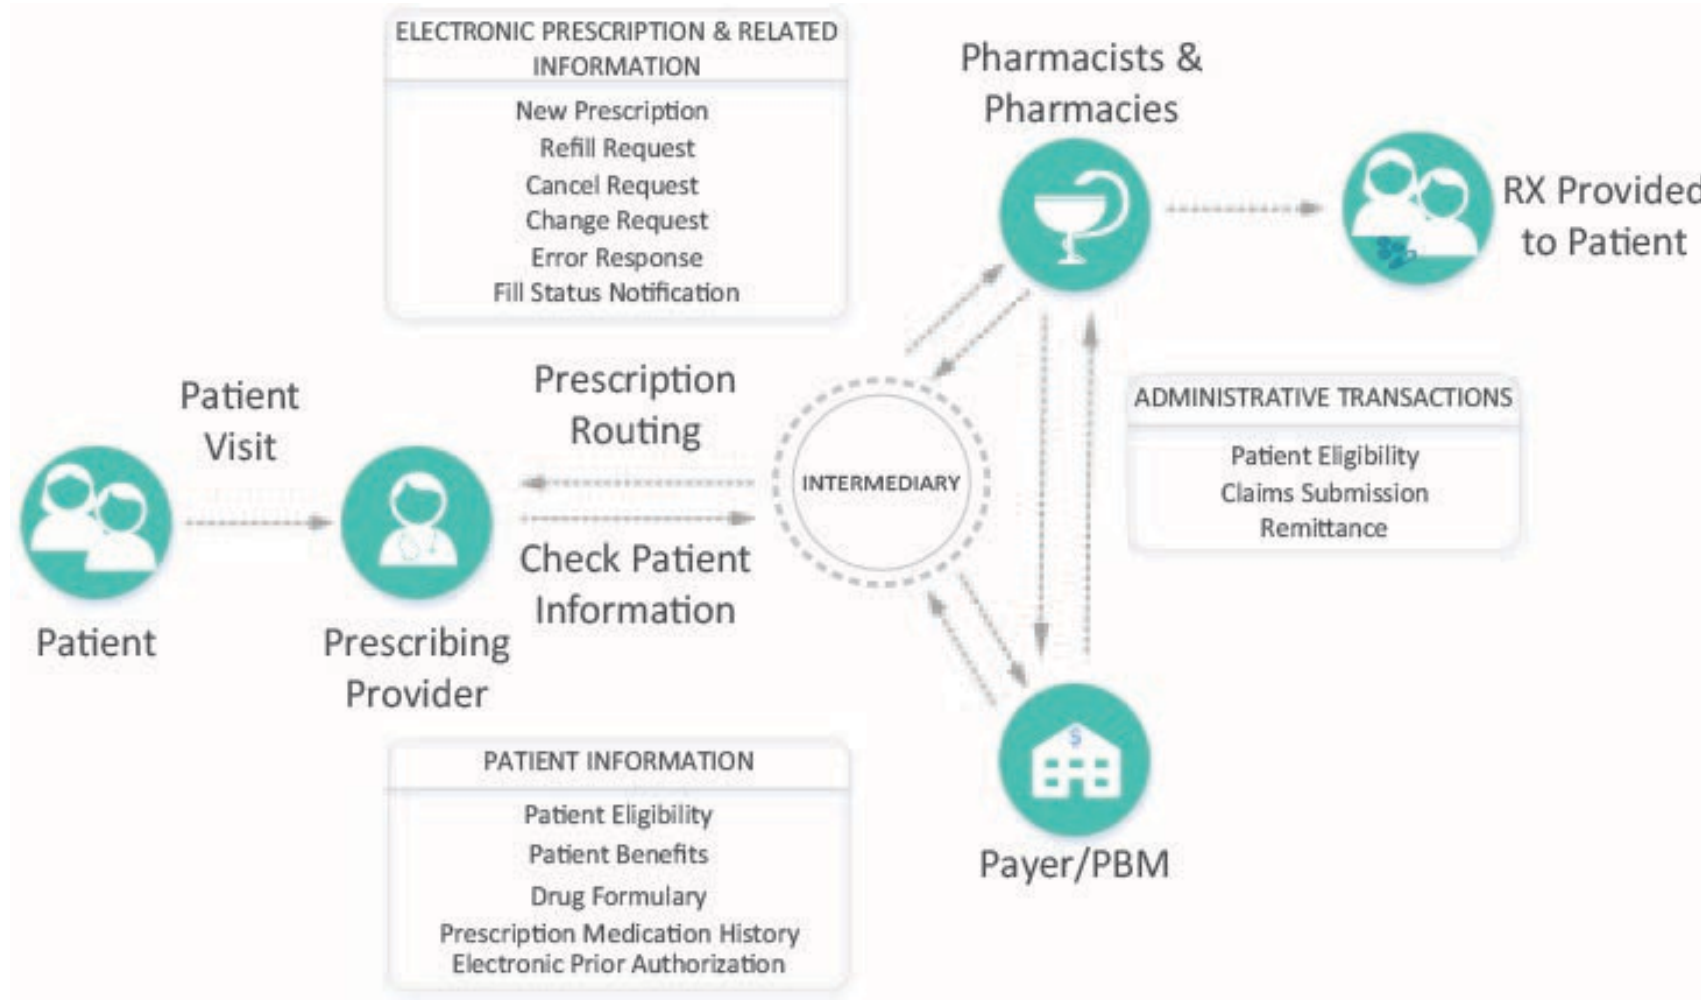 ELECTRONIC PRESCRIPTION & RELATED
INFORMATION
New Prescription
Refill Request
Cancel Request
Change Request
Error Response
Fill Status Notification
Pharmacists &
Pharmacies
RX Provided
to Patient
Patient
Visit
Prescription
Routing
INTERMEDIARY
ADMINISTRATIVE TRANSACTIONS
Patient Eligibility
Claims Submission
Remittance
Check Patient
Information
Patient
Prescribing
Provider
$
Payer/PBM
PATIENT INFORMATION
Patient Eligibility
Patient Benefits
Drug Formulary
Prescription Medication History
Electronic Prior Authorization